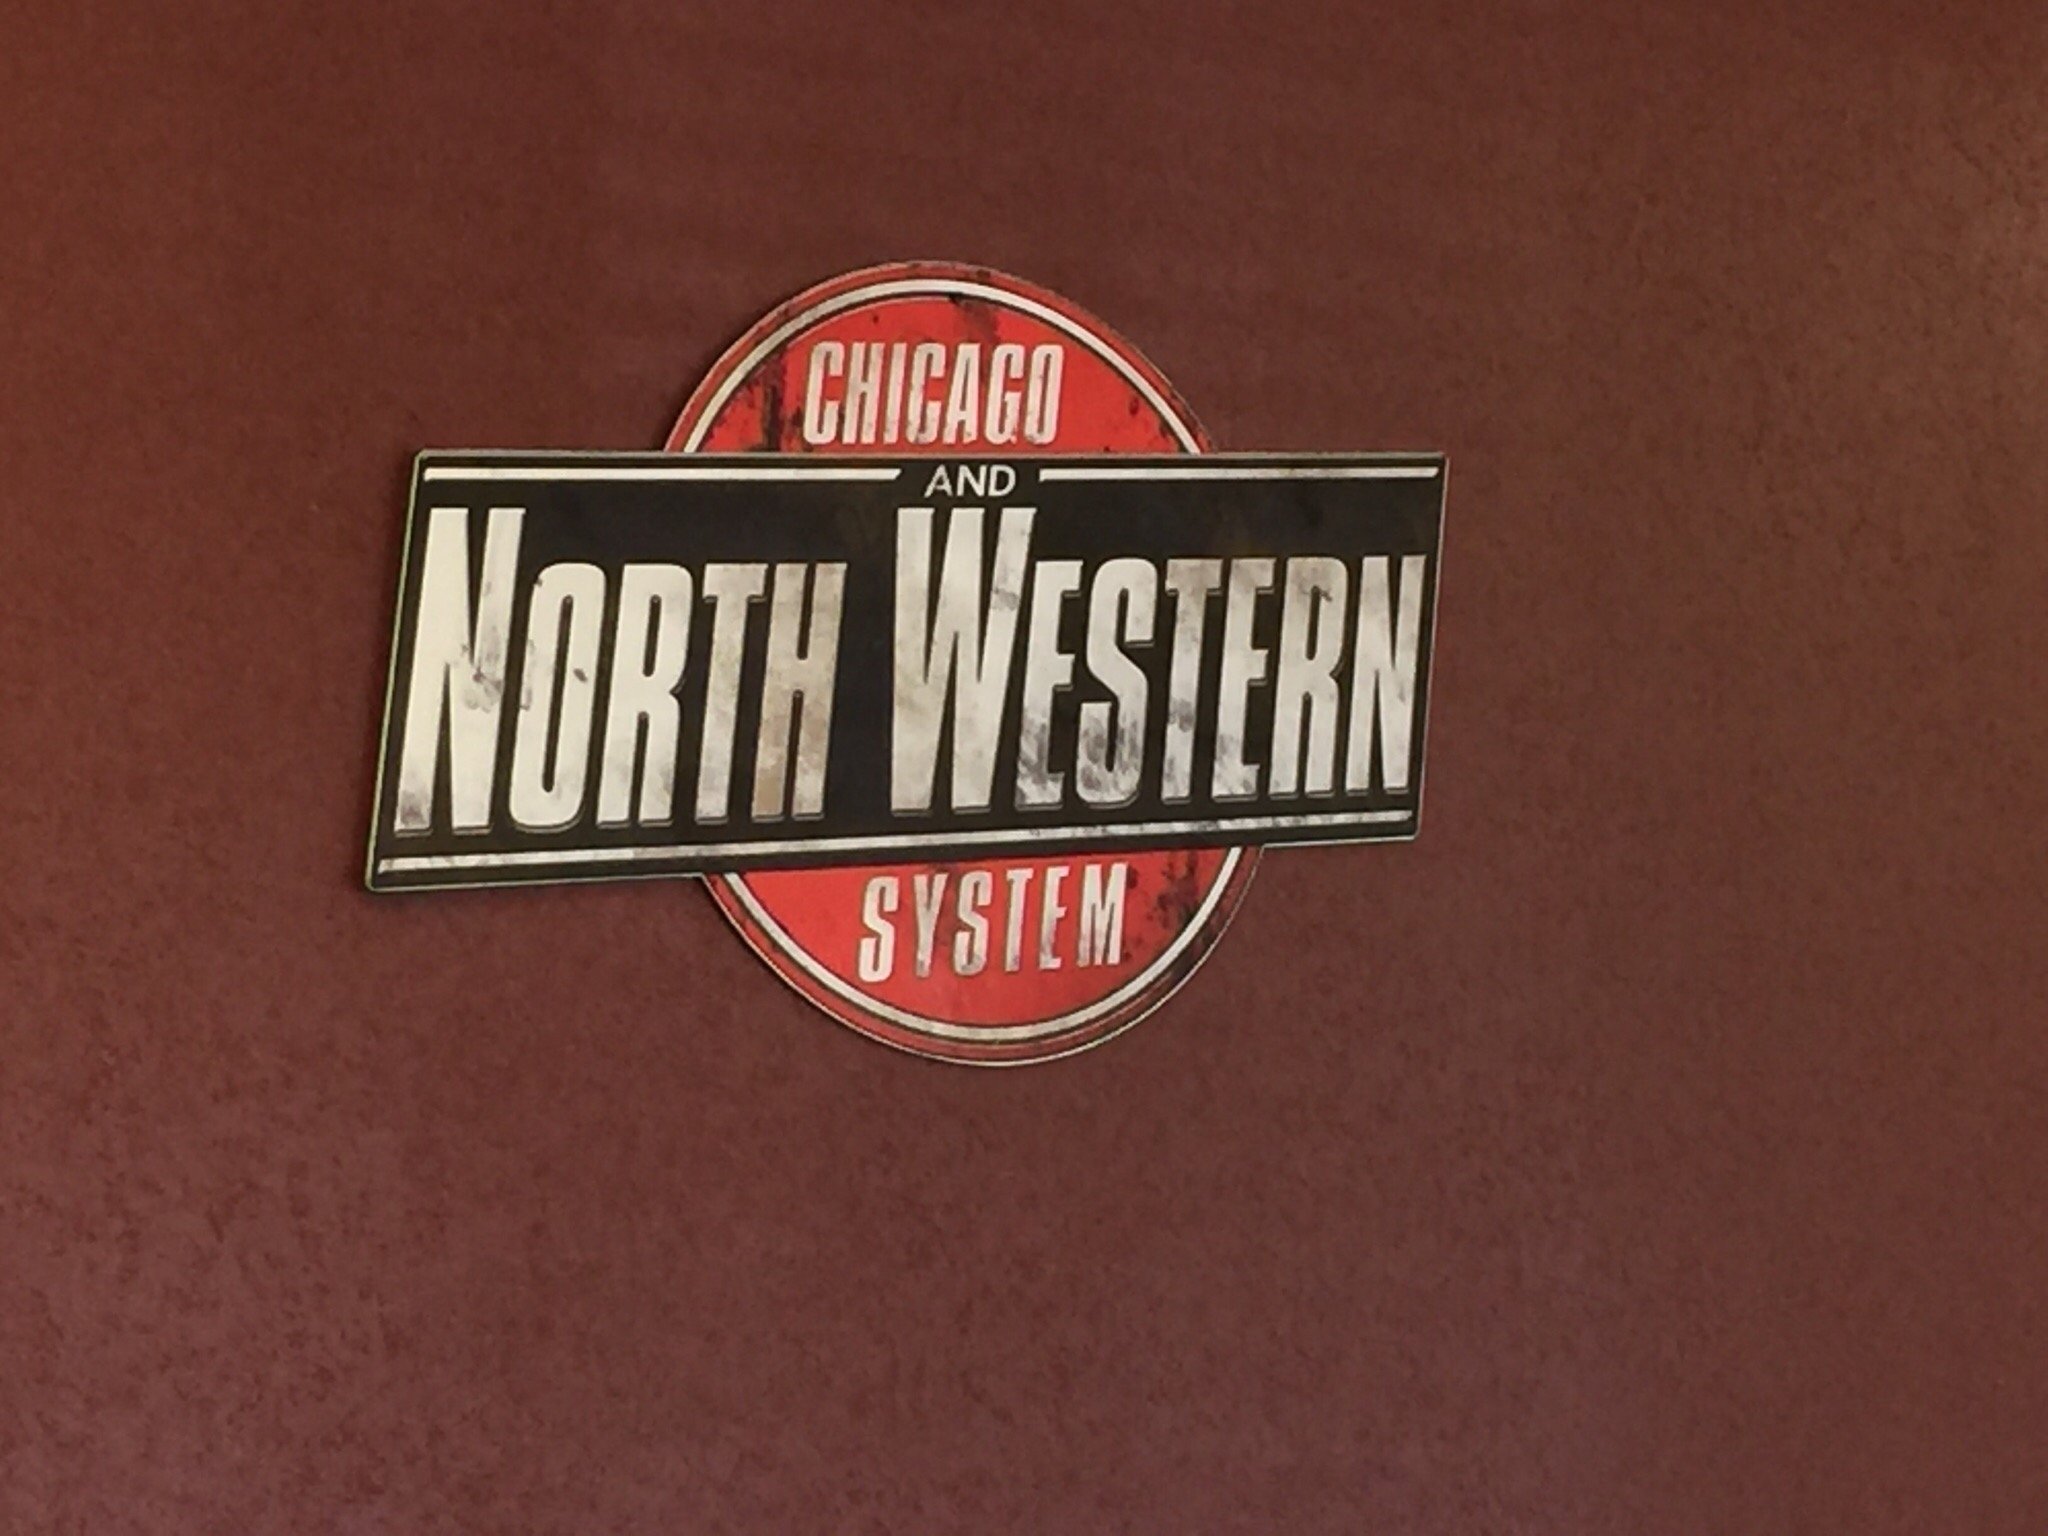 CHICAGO
AND
NORTH WESTERN
SYSTEM